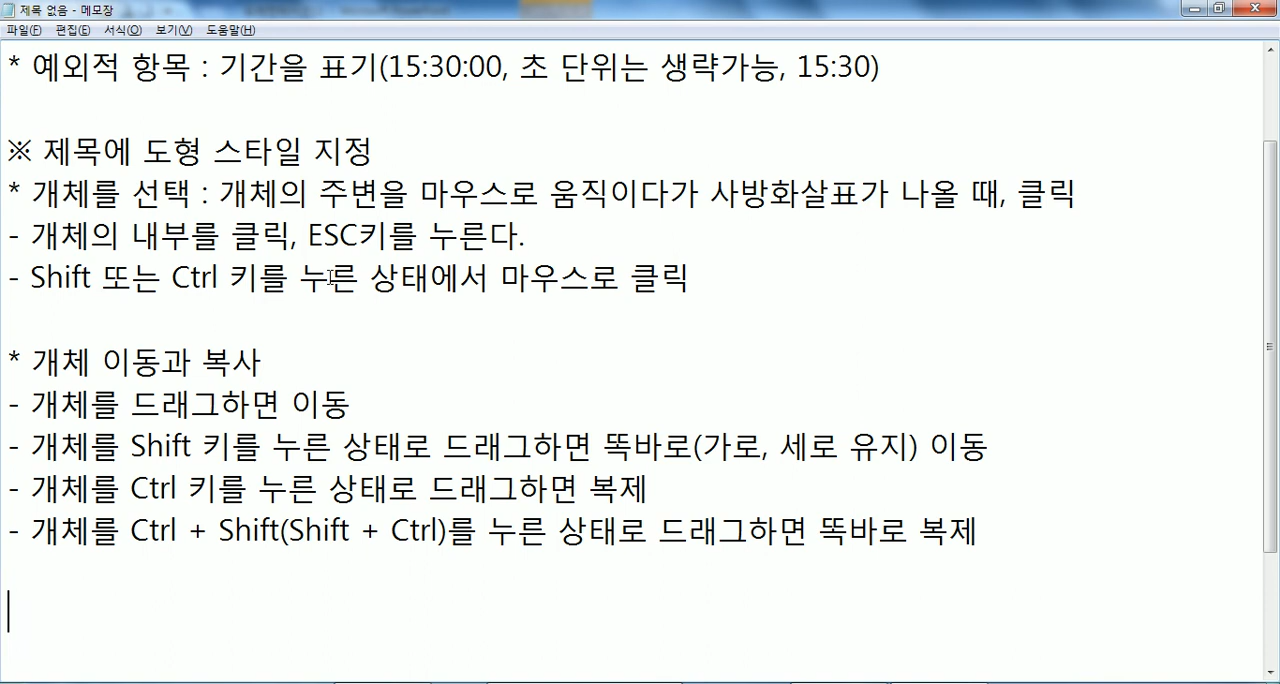 제목 없음 - 메모장
파일(F) 편집(E) 서식(O) 보기(V) 도움말(H)
* 예외적 항목 : 기간을 표기(15:30:00, 초 단위는 생략가능, 15:30)
※ 제목에 도형 스타일 지정
* 개체를 선택 : 개체의 주변을 마우스로 움직이다가 사방화살표가 나올 때, 클릭
- 개체의 내부를 클릭, ESC키를 누른다.
- Shift 또는 Ctrl 키를 누른 상태에서 마우스로 클릭
* 개체 이동과 복사
- 개체를 드래그하면 이동
- 개체를 Shift 키를 누른 상태로 드래그하면 똑바로(가로, 세로 유지) 이동
- 개체를 Ctrl 키를 누른 상태로 드래그하면 복제
- 개체를 Ctrl + Shift(Shift + Ctrl)를 누른 상태로 드래그하면 똑바로 복제